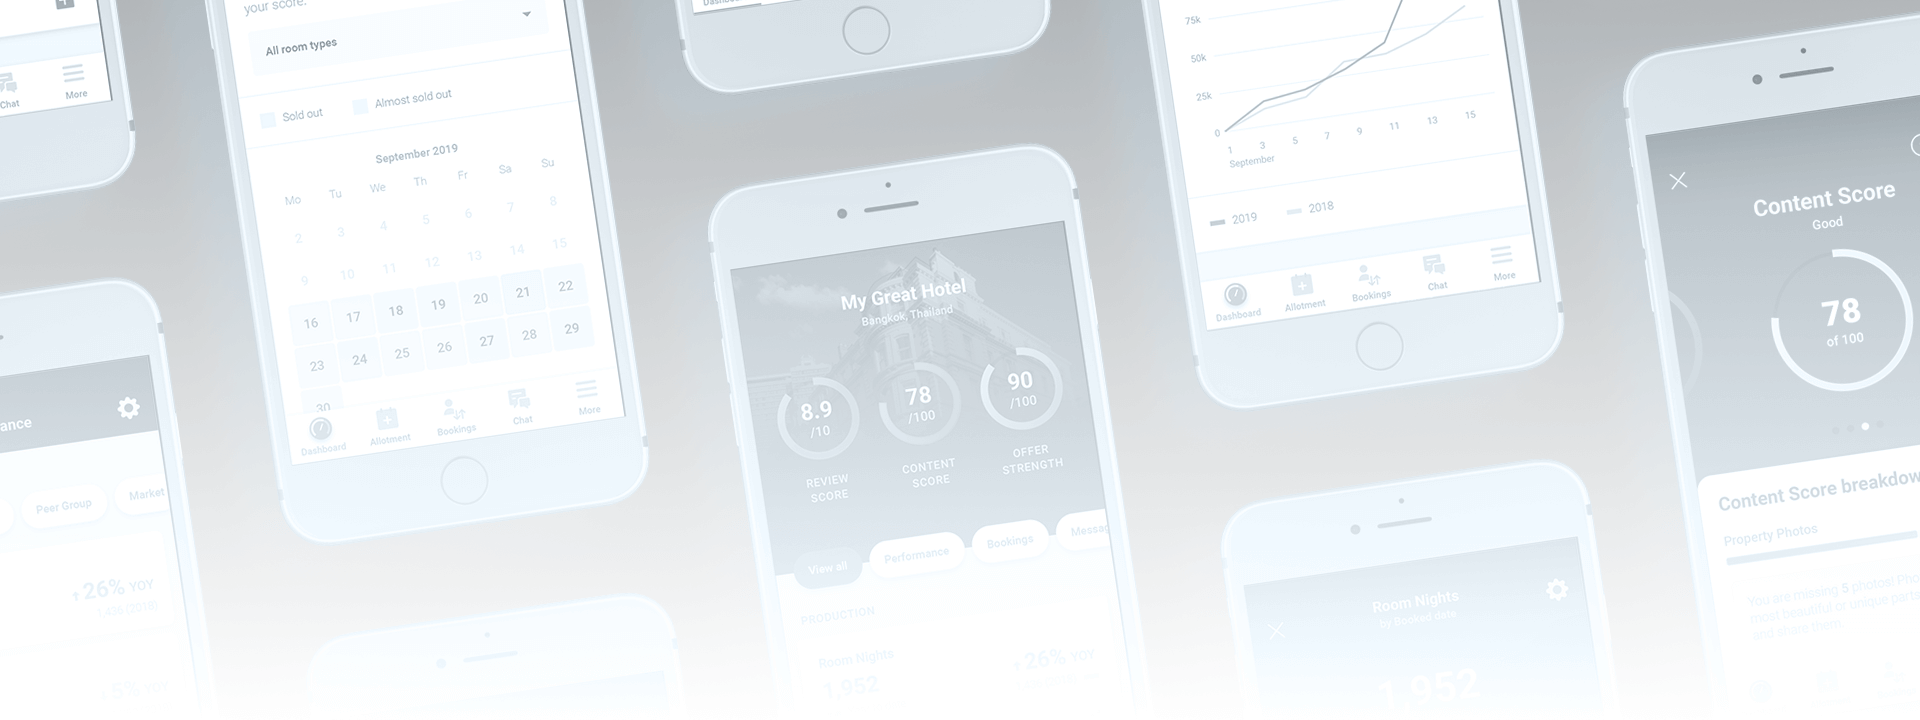 Chat
More
ance
Peer Group
Market
26% YOY
1,426 (2018)
5% YOY
your score.
All room types
Sold out
Almost sold out
September 2019
Mo Tu We Th Fr Sa Su
2 3 4 5 6 7 8
9 10 11 12 13 14 15
16 17 18 19 20 21 22
23 24 25 26 27 28 29
30
Dashboard
Allotment
Bookings
Chat
More
My Great Hotel
Bangkok, Thailand
8.9
/10
78
/100
90
/100
REVIEW
SCORE
CONTENT
SCORE
OFFER
STRENGTH
View all
Performance
Bookings
Messag
PRODUCTION
Room Nights
1,952
26% YOY
75k
50k
25k
0
1 3 5 7 9 11 13 15
September
2019
2018
Dashboard
Allotment
Bookings
Chat
More
Room Nights
by Booked date
1,952
Content Score
Good
78
of 100
Content Score breakdow
Property Photos
You are missing 5 photos! Pho
most beautiful or unique parts
and share them.